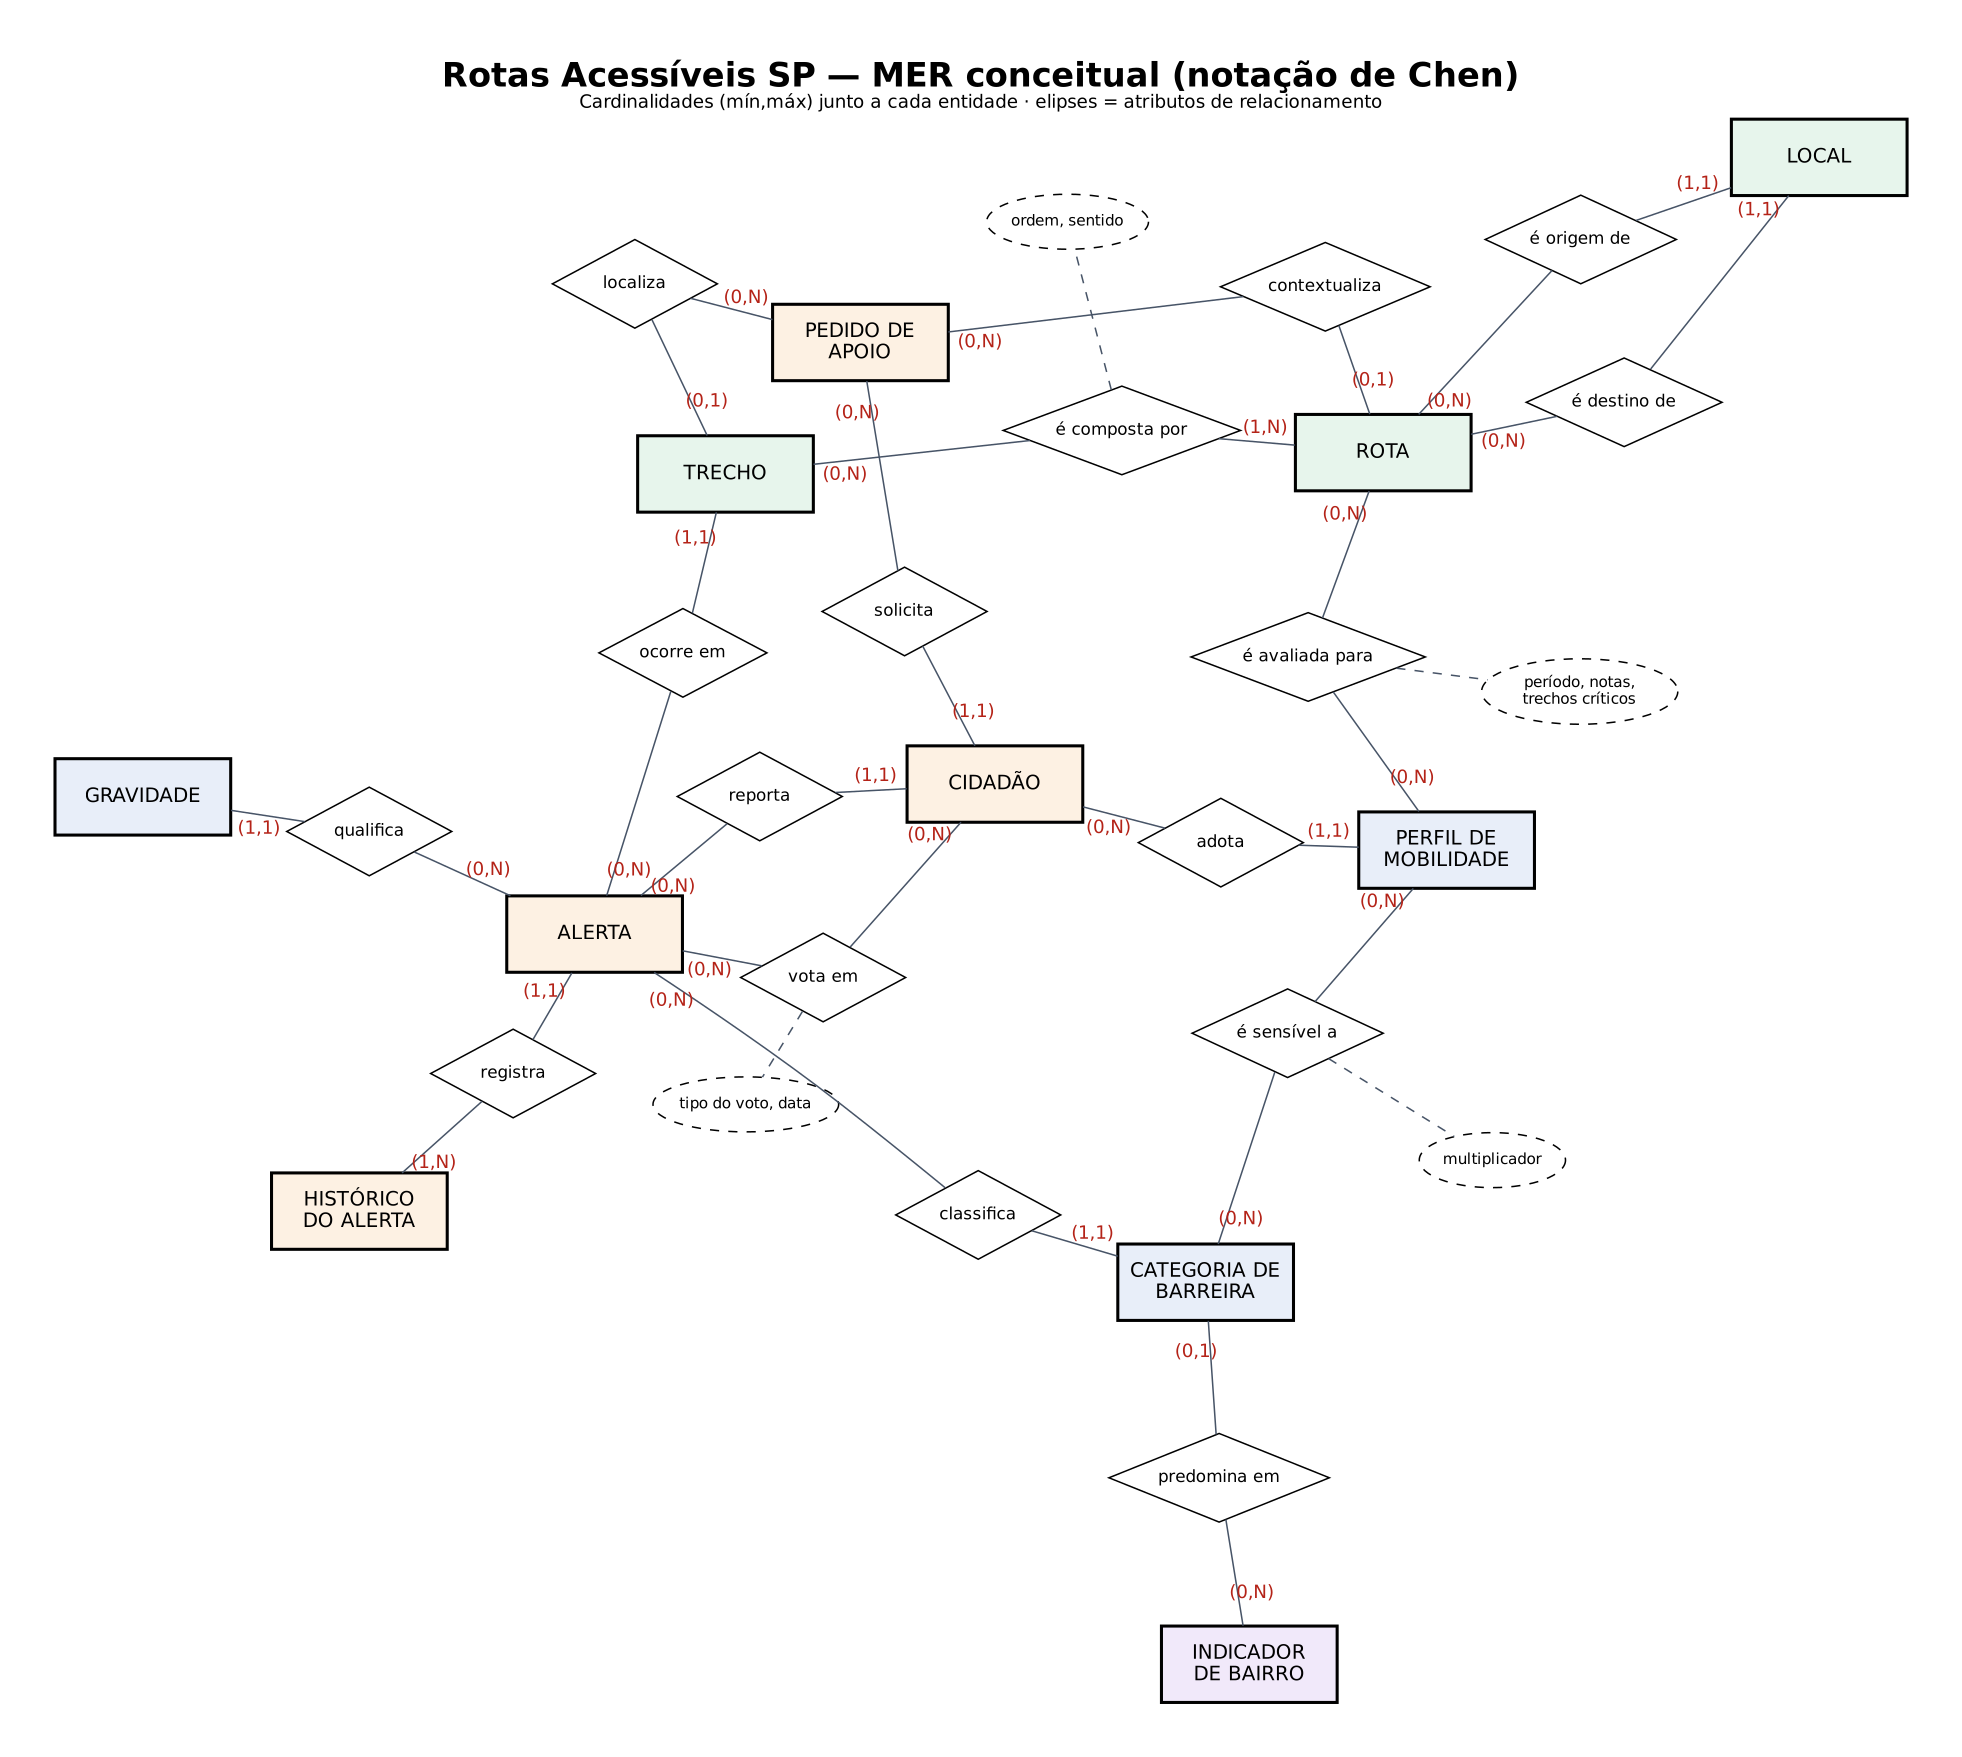 Rotas Acessíveis SP — MER conceitual (notação de Chen)
Cardinalidades (mín,máx) junto a cada entidade · elipses = atributos de relacionamento
LOCAL
(1,1)
(1,1)
ordem, sentido
é origem de
localiza
(0,N)
contextualiza
PEDIDO DE
APOIO
(0,N)
(0,1)
(0,1)
(0,N)
é destino de
(0,N)
é composta por
(1,N)
(0,N)
ROTA
TRECHO
(0,N)
(0,N)
(1,1)
solicita
ocorre em
é avaliada para
período, notas,
trechos críticos
(1,1)
(1,1)
(0,N)
CIDADÃO
GRAVIDADE
reporta
(1,1)
qualifica
(0,N)
(0,N)
adota
(1,1)
PERFIL DE
MOBILIDADE
(0,N)
(0,N)
(0,N)
(0,N)
ALERTA
(0,N)
vota em
(1,1)
(0,N)
é sensível a
registra
tipo do voto, data
(1,N)
multiplicador
HISTÓRICO
DO ALERTA
classifica
(1,1)
(0,N)
CATEGORIA DE
BARREIRA
(0,1)
predomina em
(0,N)
INDICADOR
DE BAIRRO